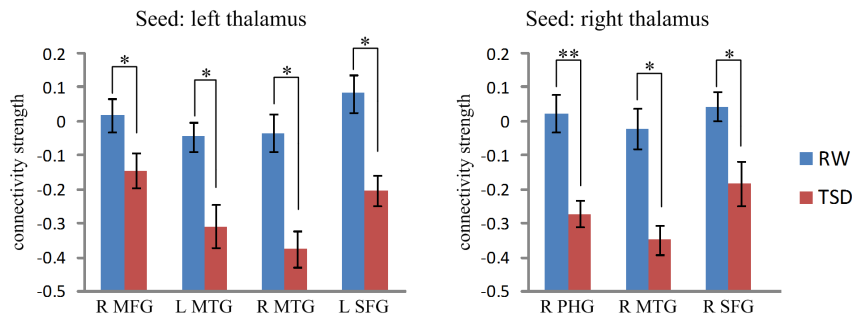 Seed: left thalamus
connectivity strength
0.2
0.1
0
-0.1
-0.2
-0.3
-0.4
-0.5
* * * *
R MFG L MTG R MTG L SFG
Seed: right thalamus
connectivity strength
0.2
0.1
0
-0.1
-0.2
-0.3
-0.4
-0.5
** * *
R PHG R MTG R SFG
RW
TSD